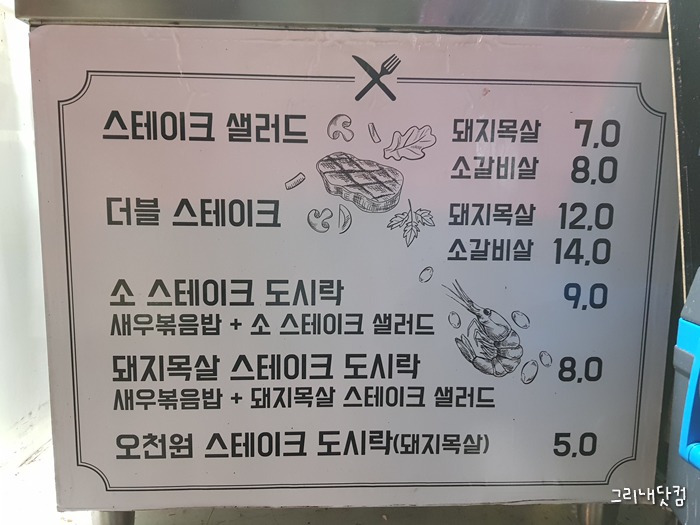 스테이크 샐러드 돼지목살 7,0
소갈비살 8,0
더블 스테이크 돼지목살 12,0
소갈비살 14,0
소 스테이크 도시락 9,0
새우볶음밥 + 소 스테이크 샐러드
돼지목살 스테이크 도시락 8,0
새우볶음밥 + 돼지목살 스테이크 샐러드
오천원 스테이크 도시락(돼지목살) 5,0
그리내닷컴